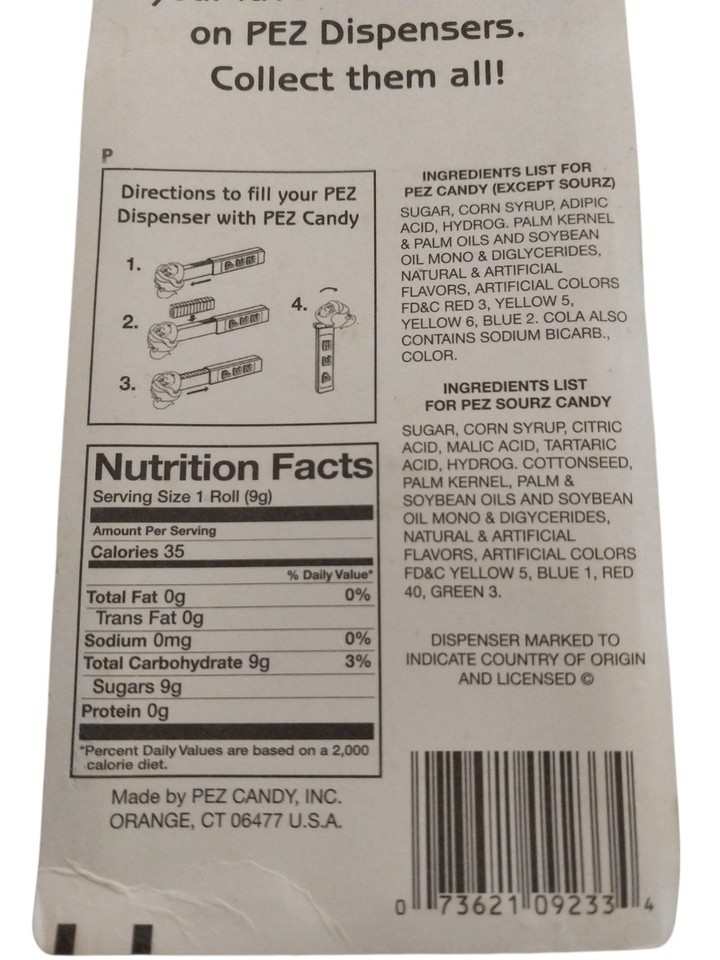 on PEZ Dispensers.
Collect them all!
P
Directions to fill your PEZ
Dispenser with PEZ Candy
1.
2.
3.
4.
Nutrition Facts
Serving Size 1 Roll (9g)
Amount Per Serving
Calories 35
% Daily Value*
Total Fat 0g 0%
Trans Fat 0g
Sodium 0mg 0%
Total Carbohydrate 9g 3%
Sugars 9g
Protein 0g
*Percent Daily Values are based on a 2,000
calorie diet.
Made by PEZ CANDY, INC.
ORANGE, CT 06477 U.S.A.
INGREDIENTS LIST FOR
PEZ CANDY (EXCEPT SOURZ)
SUGAR, CORN SYRUP, ADIPIC
ACID, HYDROG. PALM KERNEL
& PALM OILS AND SOYBEAN
OIL MONO & DIGLYCERIDES,
NATURAL & ARTIFICIAL
FLAVORS, ARTIFICIAL COLORS
FD&C RED 3, YELLOW 5,
YELLOW 6, BLUE 2. COLA ALSO
CONTAINS SODIUM BICARB.,
COLOR.
INGREDIENTS LIST
FOR PEZ SOURZ CANDY
SUGAR, CORN SYRUP, CITRIC
ACID, MALIC ACID, TARTARIC
ACID, HYDROG. COTTONSEED,
PALM KERNEL, PALM &
SOYBEAN OILS AND SOYBEAN
OIL MONO & DIGYCERIDES,
NATURAL & ARTIFICIAL
FLAVORS, ARTIFICIAL COLORS
FD&C YELLOW 5, BLUE 1, RED
40, GREEN 3.
DISPENSER MARKED TO
INDICATE COUNTRY OF ORIGIN
AND LICENSED ©
0 73621 09233 4